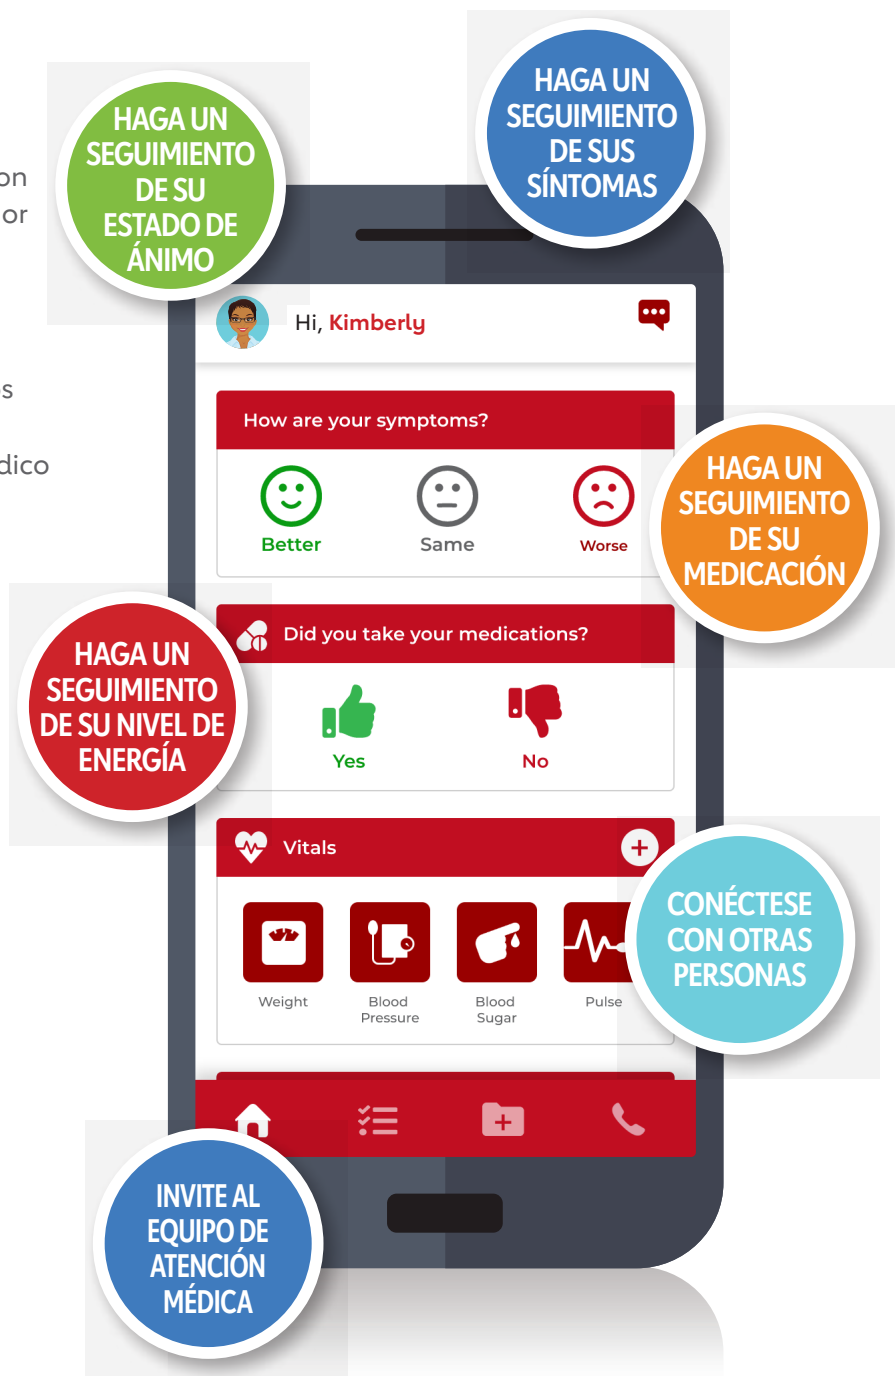 HAGA UN
SEGUIMIENTO
DE SUS
SÍNTOMAS
HAGA UN
SEGUIMIENTO
DE SU
ESTADO DE
ÁNIMO
Hi, Kimberly
How are your symptoms?
Better
Same
Worse
HAGA UN
SEGUIMIENTO
DE SU
MEDICACIÓN
Did you take your medications?
Yes
No
HAGA UN
SEGUIMIENTO
DE SU NIVEL DE
ENERGÍA
Vitals
Weight
Blood
Pressure
Blood
Sugar
Pulse
CONÉCTESE
CON OTRAS
PERSONAS
INVITE AL
EQUIPO DE
ATENCIÓN
MÉDICA